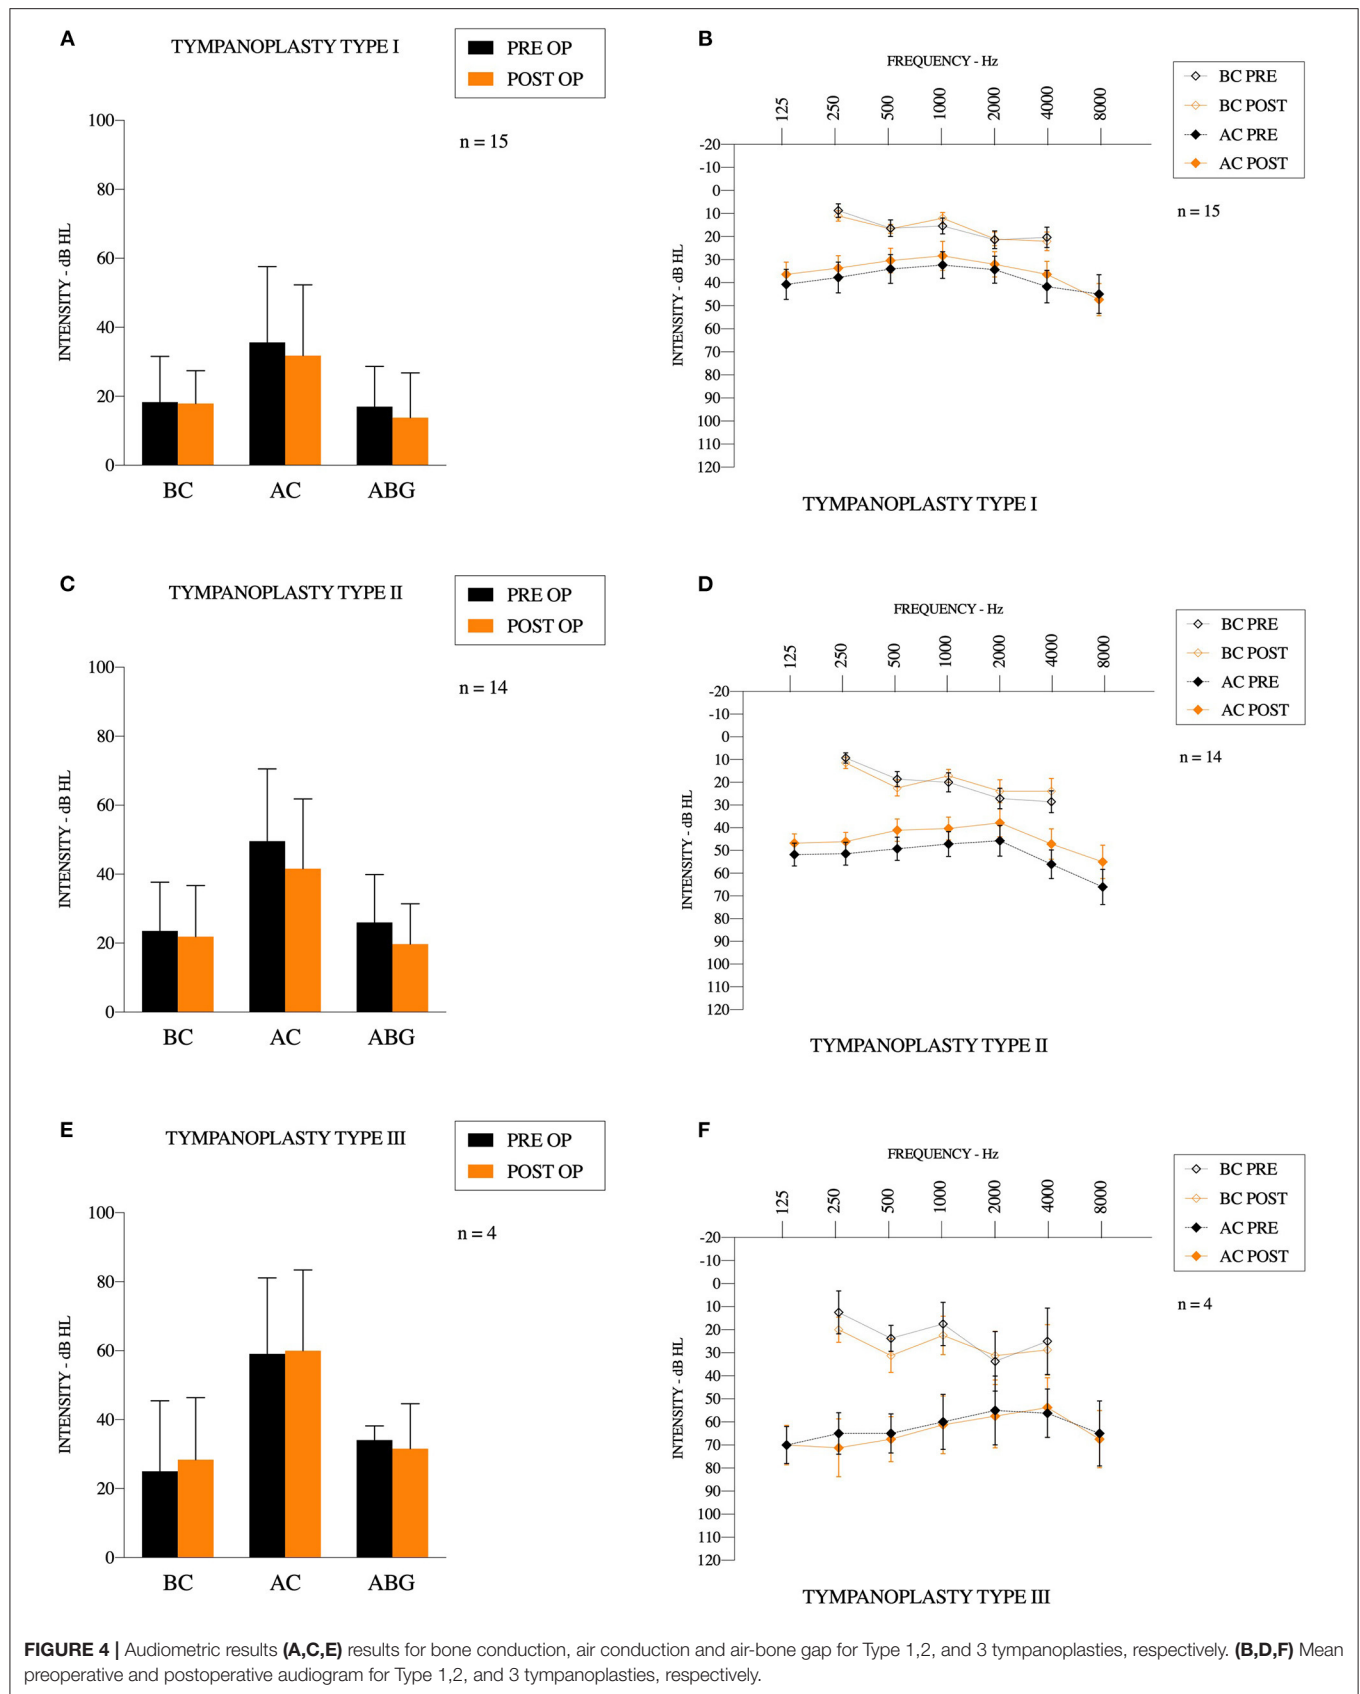 A
TYMPANOPLASTY TYPE I
PRE OP
POST OP
n = 15
INTENSITY - dB HL
100
80
60
40
20
0
BC AC ABG
B
FREQUENCY - Hz
125 250 500 1000 2000 4000 8000
BC PRE
BC POST
AC PRE
AC POST
n = 15
INTENSITY - dB HL
-20
-10
0
10
20
30
40
50
60
70
80
90
100
110
120
TYMPANOPLASTY TYPE I
C
TYMPANOPLASTY TYPE II
PRE OP
POST OP
n = 14
INTENSITY - dB HL
100
80
60
40
20
0
BC AC ABG
D
FREQUENCY - Hz
125 250 500 1000 2000 4000 8000
BC PRE
BC POST
AC PRE
AC POST
n = 14
INTENSITY - dB HL
-20
-10
0
10
20
30
40
50
60
70
80
90
100
110
120
TYMPANOPLASTY TYPE II
E
TYMPANOPLASTY TYPE III
PRE OP
POST OP
n = 4
INTENSITY - dB HL
100
80
60
40
20
0
BC AC ABG
F
FREQUENCY - Hz
125 250 500 1000 2000 4000 8000
BC PRE
BC POST
AC PRE
AC POST
n = 4
INTENSITY - dB HL
-20
-10
0
10
20
30
40
50
60
70
80
90
100
110
120
TYMPANOPLASTY TYPE III
FIGURE 4 | Audiometric results (A,C,E) results for bone conduction, air conduction and air-bone gap for Type 1,2, and 3 tympanoplasties, respectively. (B,D,F) Mean
preoperative and postoperative audiogram for Type 1,2, and 3 tympanoplasties, respectively.